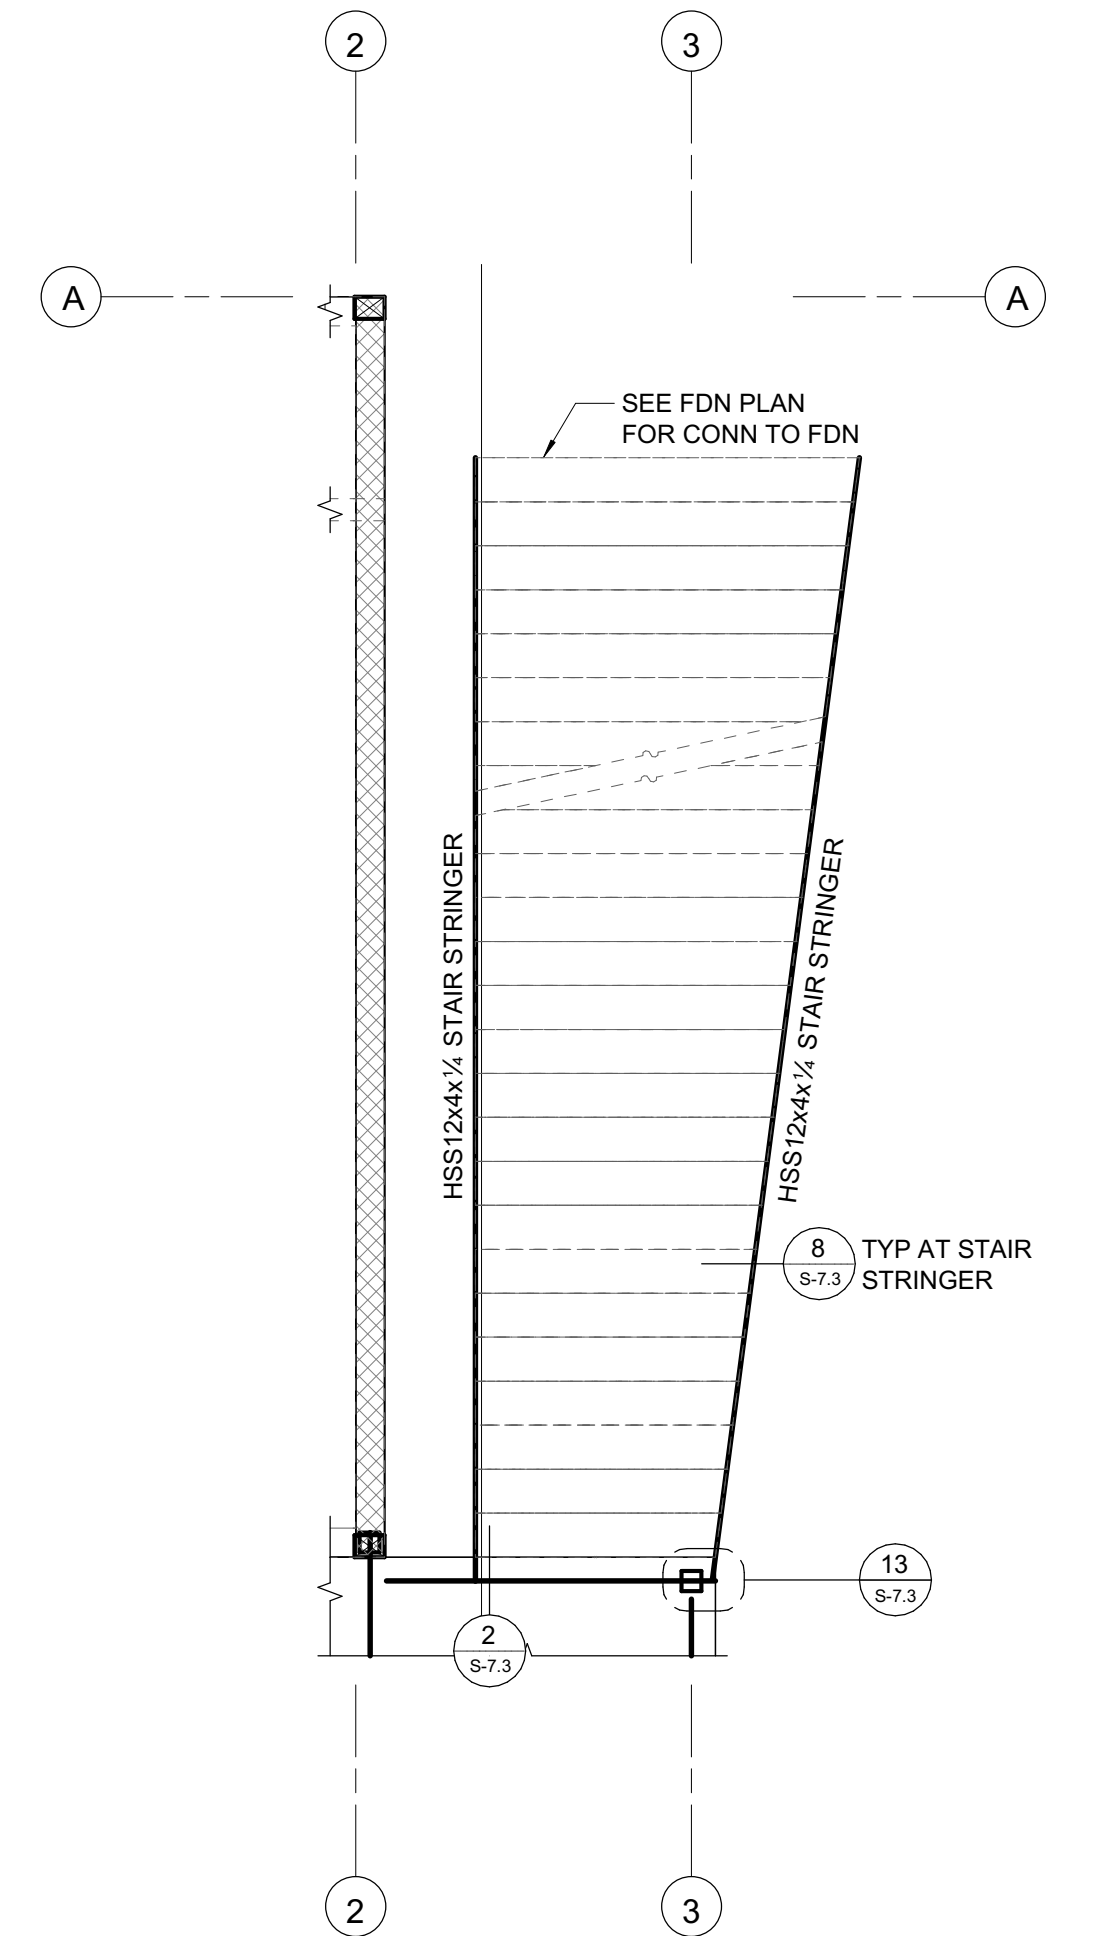 2
3
A
A
SEE FDN PLAN
FOR CONN TO FDN
HSS12x4x¼ STAIR STRINGER
HSS12x4x¼ STAIR STRINGER
8
S-7.3
TYP AT STAIR
STRINGER
13
S-7.3
2
S-7.3
2
3